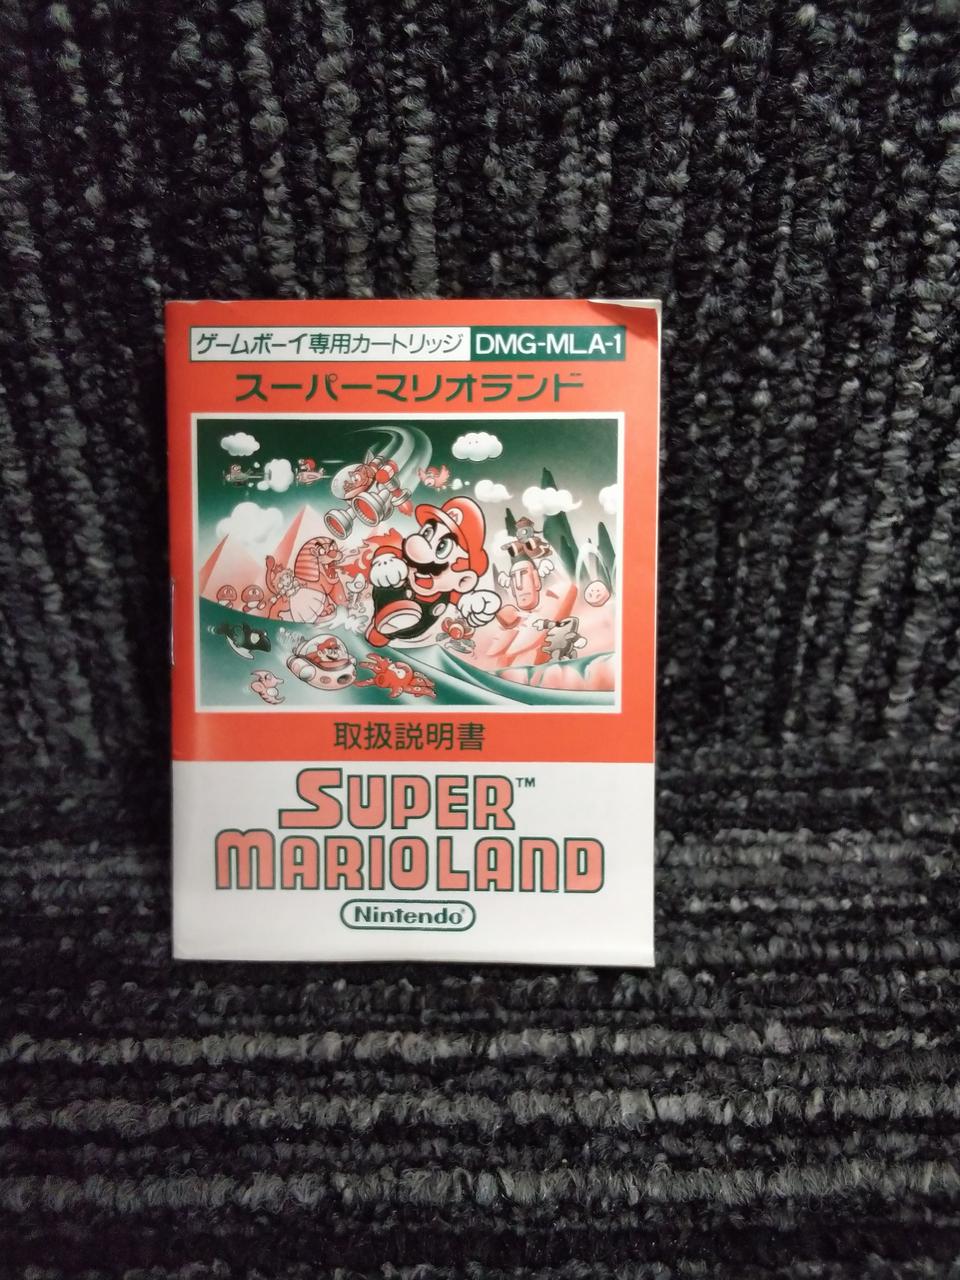 ゲームボーイ専用カートリッジ DMG-MLA-1
スーパーマリオランド
M
取扱説明書
SUPER™
MARIOLAND
Nintendo®